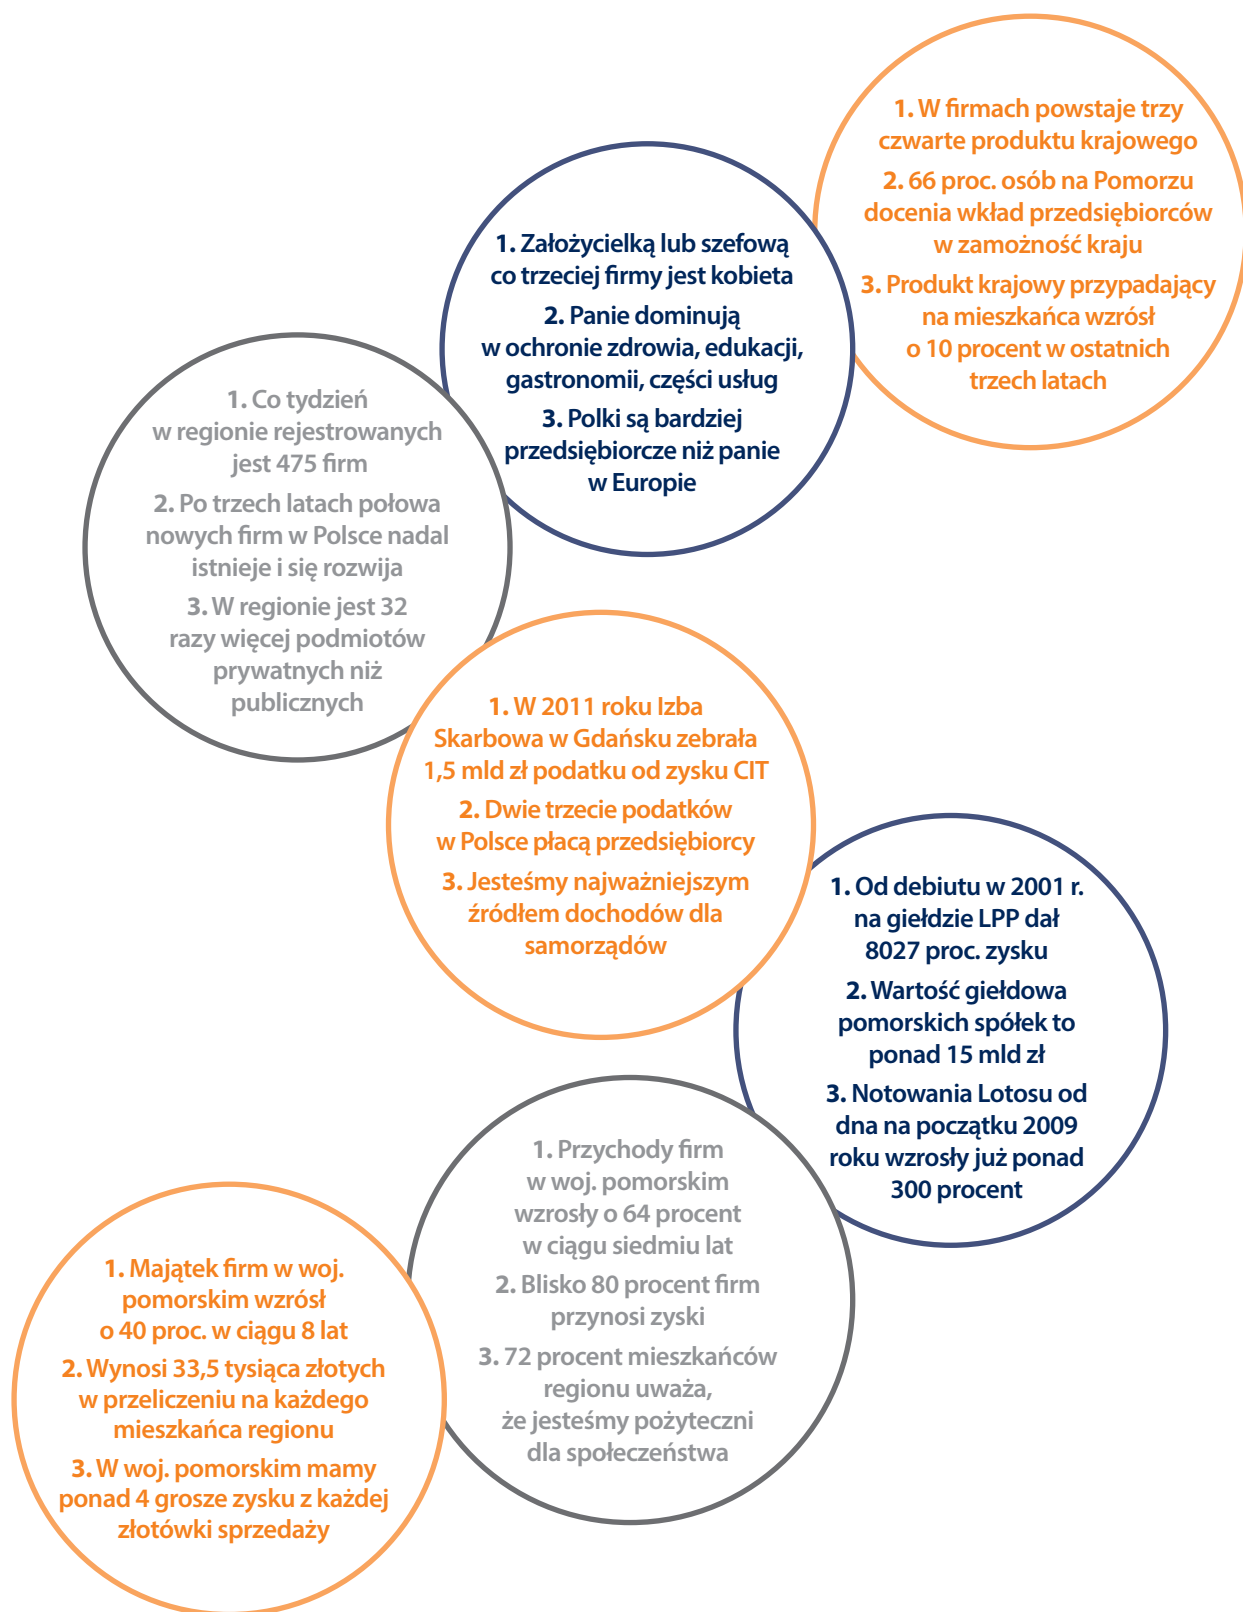 1. W firmach powstaje trzy
czwarte produktu krajowego
2. 66 proc. osób na Pomorzu
docenia wkład przedsiębiorców
w zamożność kraju
3. Produkt krajowy przypadający
na mieszkańca wzrósł
o 10 procent w ostatnich
trzech latach
1. Założycielką lub szefową
co trzeciej firmy jest kobieta
2. Panie dominują
w ochronie zdrowia, edukacji,
gastronomii, części usług
3. Polki są bardziej
przedsiębiorcze niż panie
w Europie
1. Co tydzień
w regionie rejestrowanych
jest 475 firm
2. Po trzech latach połowa
nowych firm w Polsce nadal
istnieje i się rozwija
3. W regionie jest 32
razy więcej podmiotów
prywatnych niż
publicznych
1. W 2011 roku Izba
Skarbowa w Gdańsku zebrała
1,5 mld zł podatku od zysku CIT
2. Dwie trzecie podatków
w Polsce płacą przedsiębiorcy
3. Jesteśmy najważniejszym
źródłem dochodów dla
samorządów
1. Od debiutu w 2001 r.
na giełdzie LPP dał
8027 proc. zysku
2. Wartość giełdowa
pomorskich spółek to
ponad 15 mld zł
3. Notowania Lotosu od
dna na początku 2009
roku wzrosły już ponad
300 procent
1. Przychody firm
w woj. pomorskim
wzrosły o 64 procent
w ciągu siedmiu lat
2. Blisko 80 procent firm
przynosi zyski
3. 72 procent mieszkańców
regionu uważa,
że jesteśmy pożyteczni
dla społeczeństwa
1. Majątek firm w woj.
pomorskim wzrósł
o 40 proc. w ciągu 8 lat
2. Wynosi 33,5 tysiąca złotych
w przeliczeniu na każdego
mieszkańca regionu
3. W woj. pomorskim mamy
ponad 4 grosze zysku z każdej
złotówki sprzedaży